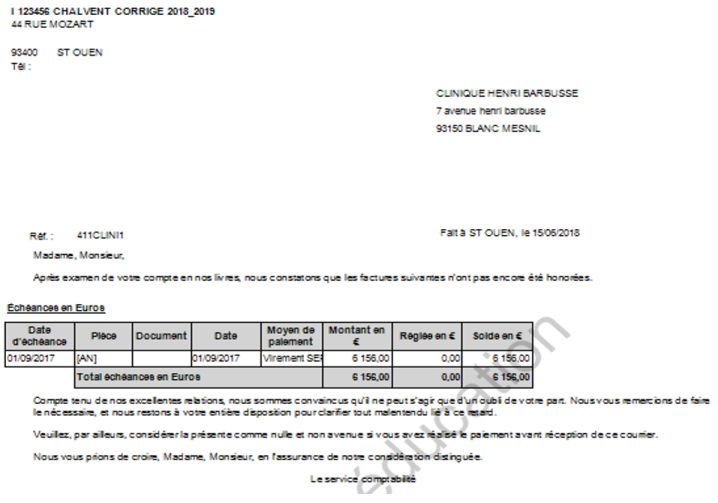 I 123456 CHALVENT CORRIGE 2018_2019
44 RUE MOZART
93400 ST OUEN
Tél :
CLINIQUE HENRI BARBUSSE
7 avenue henri barbusse
93150 BLANC MESNIL
Réf. : 411CLINI1
Fait à ST OUEN, le 15/06/2018
Madame, Monsieur,
Après examen de votre compte en nos livres, nous constatons que les factures suivantes n'ont pas encore été honorées.
Echéances en Euros
Date d'échéance Pièce Document Date Moyen de paiement Montant en € Réglée en € Solde en €
01/09/2017 [AN] 01/09/2017 Virement SE 6 156,00 0,00 6 156,00
Total échéances en Euros 6 156,00 0,00 6 156,00
Compte tenu de nos excellentes relations, nous sommes convaincus qu'il ne peut s'agir que d'un oubli de votre part. Nous vous remercions de faire
le nécessaire, et nous restons à votre entière disposition pour clarifier tout malentendu lié à ce retard.
Veuillez, par ailleurs, considérer la présente comme nulle et non avenue si vous avez réalisé le paiement avant réception de ce courrier.
Nous vous prions de croire, Madame, Monsieur, en l'assurance de notre considération distinguée.
Le service comptabilité
éducation